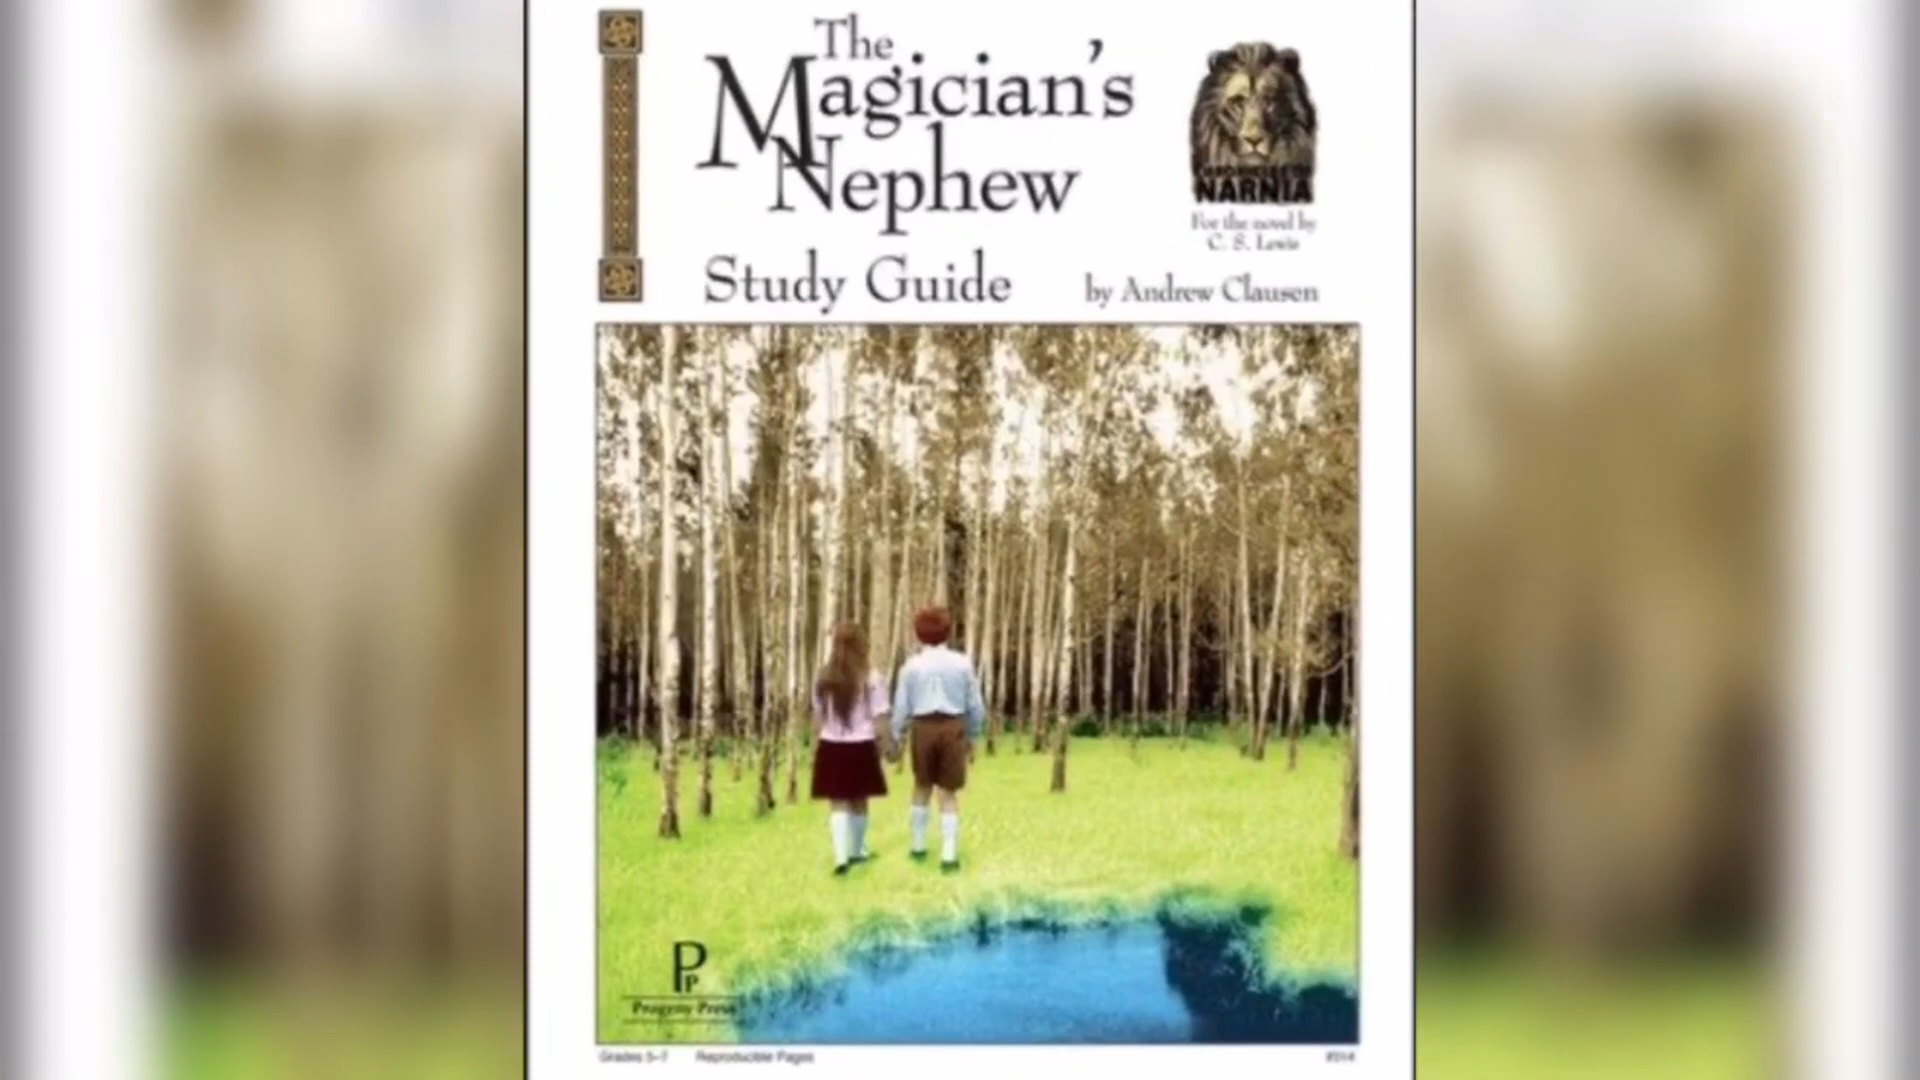 The
Magician's
Nephew
NARNIA
For the novel by
C. S. Lewis
Study Guide
by Andrew Clausen
PP
Progeny Press
Grades 5-7
Reproducible Pages